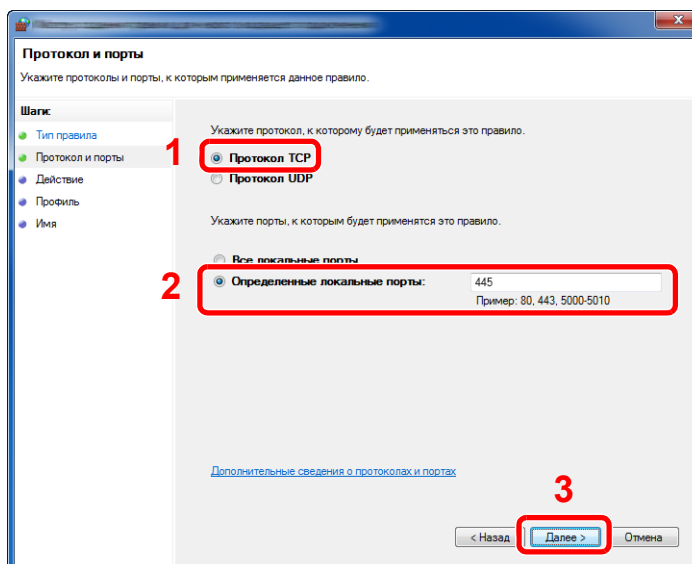 Протокол и порты
Укажите протоколы и порты, к которым применяется данное правило.
Шаги:
Тип правила
Протокол и порты
Действие
Профиль
Имя
Укажите протокол, к которому будет применяться это правило.
1
Протокол TCP
Протокол UDP
Укажите порты, к которым будет применятся это правило.
Все локальные порты
2
Определенные локальные порты:
445
Пример: 80, 443, 5000-5010
Дополнительные сведения о протоколах и портах
3
< Назад
Далее >
Отмена